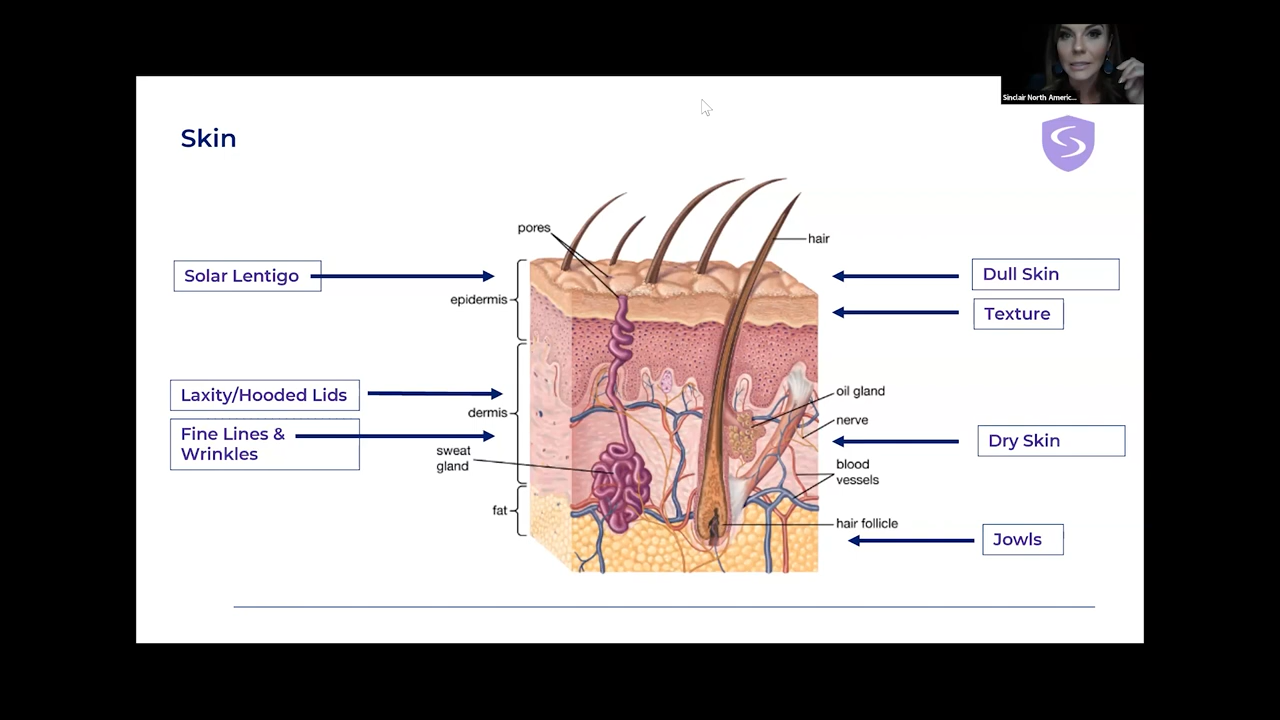 Sinclair North Americ...
Skin
pores
hair
Solar Lentigo
Dull Skin
epidermis
Texture
Laxity/Hooded Lids
oil gland
dermis
nerve
Fine Lines &
Wrinkles
Dry Skin
sweat
gland
blood
vessels
fat
hair follicle
Jowls